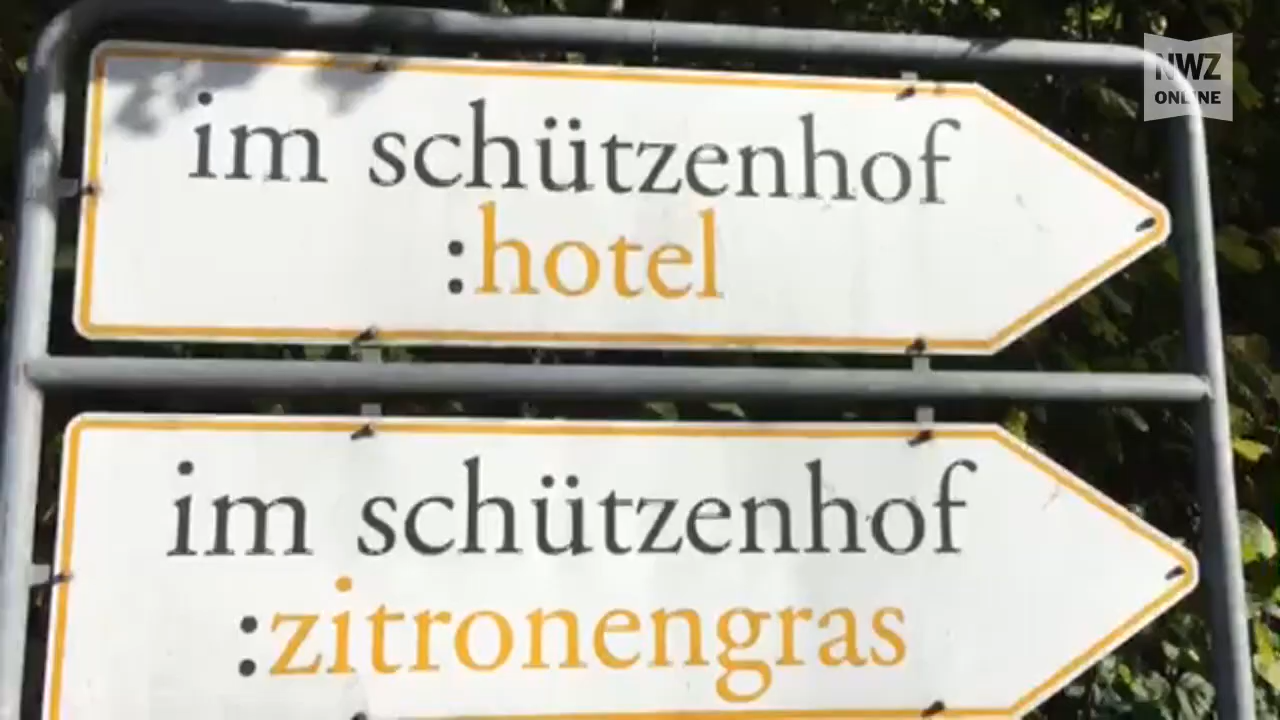 NWZ
ONLINE
im schützenhof
:hotel
im schützenhof
:zitronengras